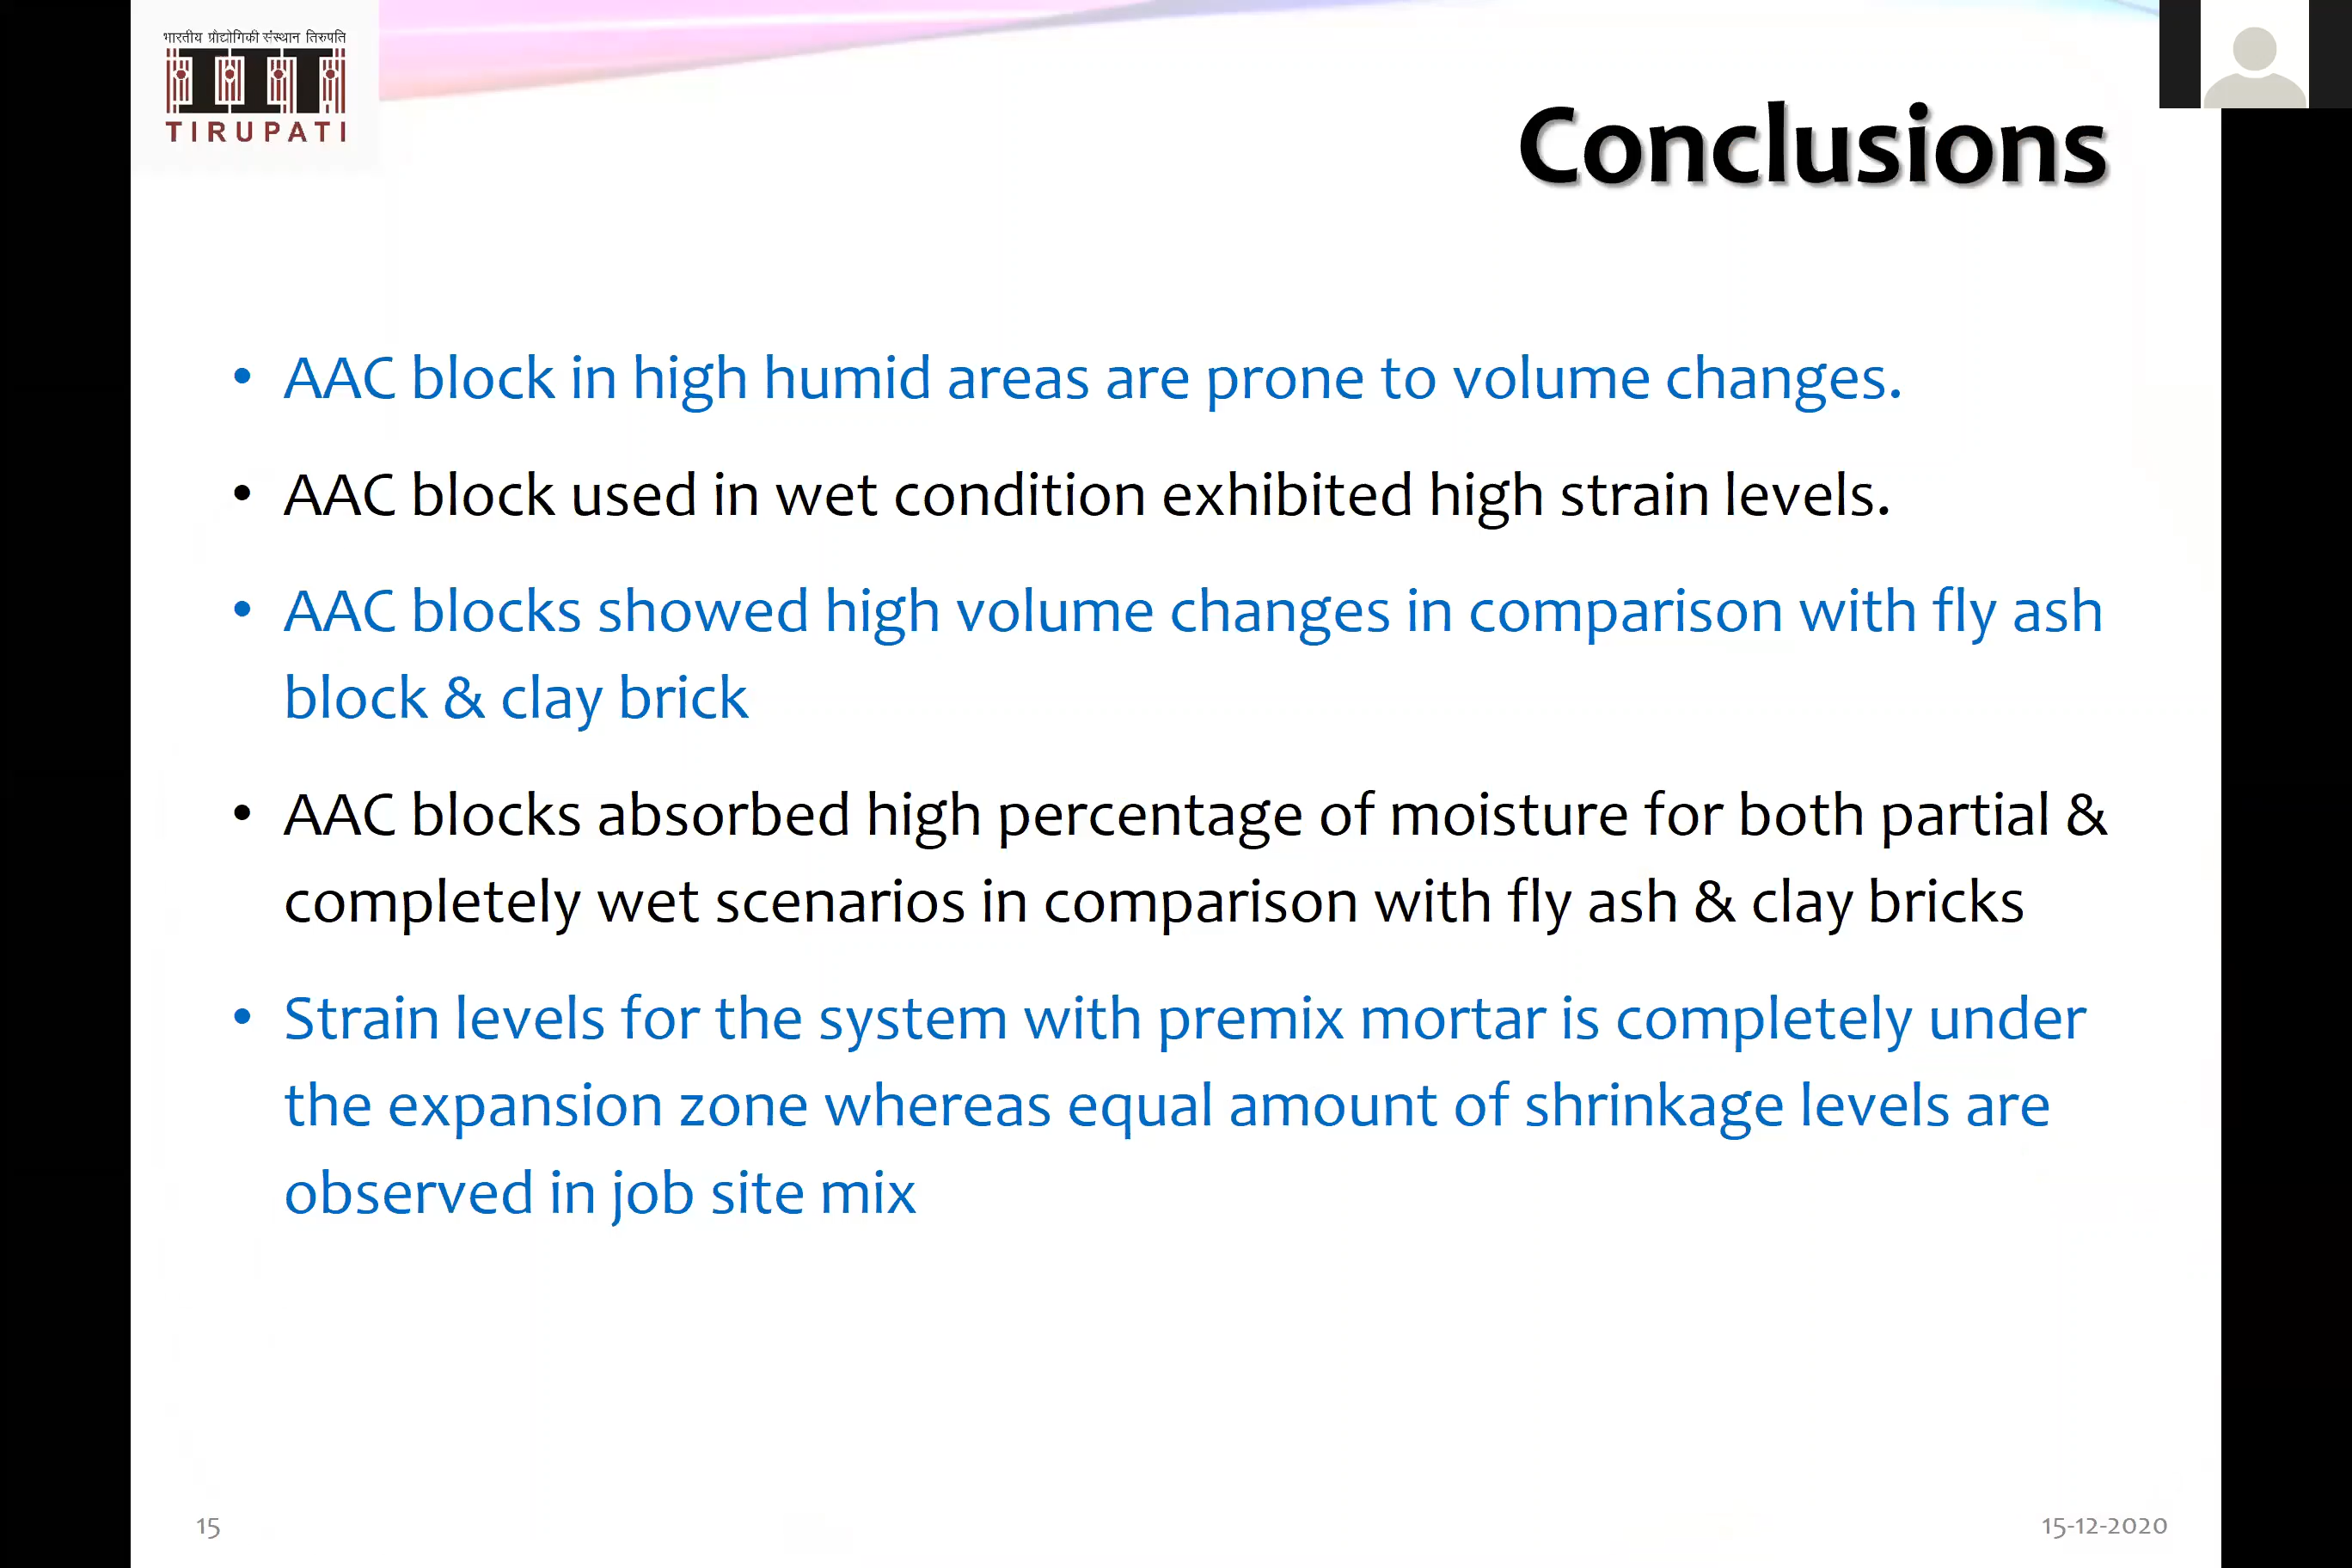 भारतीय प्रौद्योगिकी संस्थान तिरुपति
TIRUPATI
Conclusions
• AAC block in high humid areas are prone to volume changes.
• AAC block used in wet condition exhibited high strain levels.
• AAC blocks showed high volume changes in comparison with fly ash
block & clay brick
• AAC blocks absorbed high percentage of moisture for both partial &
completely wet scenarios in comparison with fly ash & clay bricks
• Strain levels for the system with premix mortar is completely under
the expansion zone whereas equal amount of shrinkage levels are
observed in job site mix
15
15-12-2020